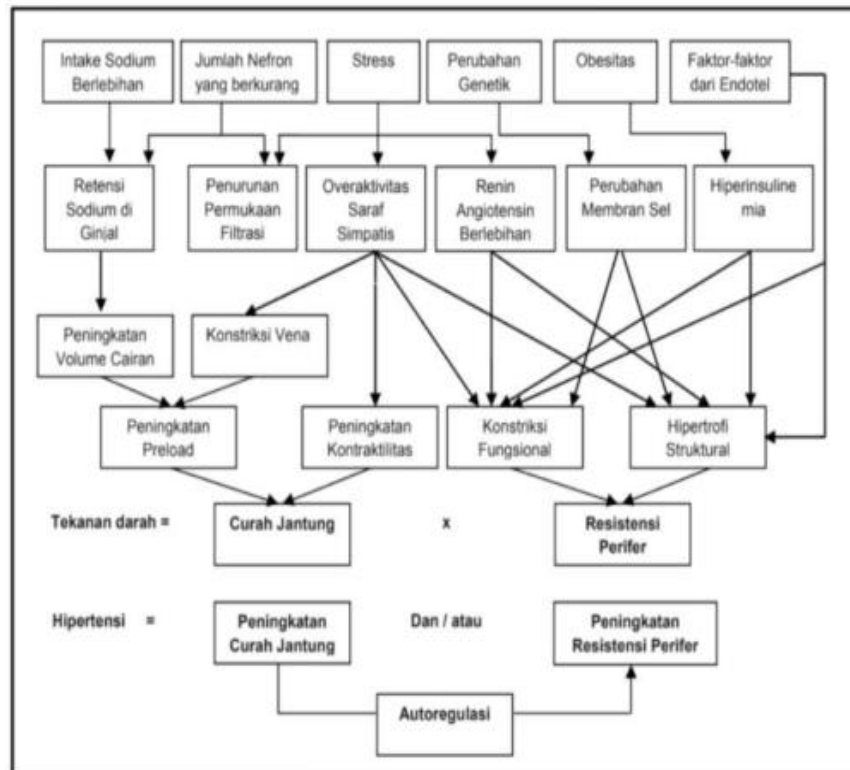 Intake Sodium
Berlebihan
Jumlah Nefron
yang berkurang
Stress
Perubahan
Genetik
Obesitas
Faktor-faktor
dari Endotel
Retensi
Sodium di
Ginjal
Penurunan
Permukaan
Filtrasi
Overaktivitas
Saraf
Simpatis
Renin
Angiotensin
Berlebihan
Perubahan
Membran Sel
Hiperinsuline
mia
Peningkatan
Volume Cairan
Konstriksi Vena
Peningkatan
Preload
Peningkatan
Kontraktilitas
Konstriksi
Fungsional
Hipertrofi
Struktural
Tekanan darah =
Curah Jantung
x
Resistensi
Perifer
Hipertensi =
Peningkatan
Curah Jantung
Dan / atau
Peningkatan
Resistensi Perifer
Autoregulasi